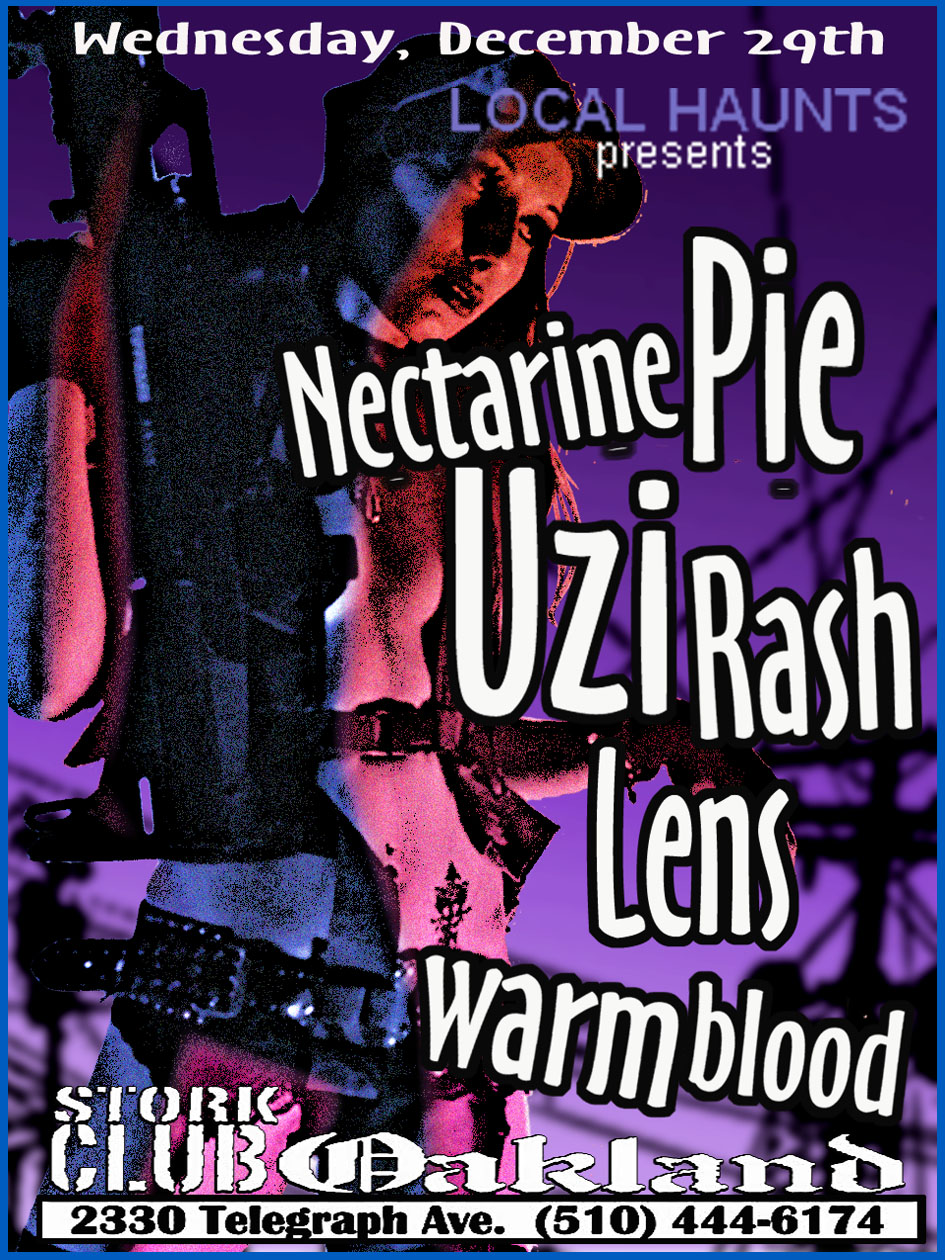 Wednesday, December 29th
LOCAL HAUNTS
presents
Nectarine Pie
Uzi Rash
Lens
warm blood
STORK
CLUB Oakland
2330 Telegraph Ave. (510) 444-6174